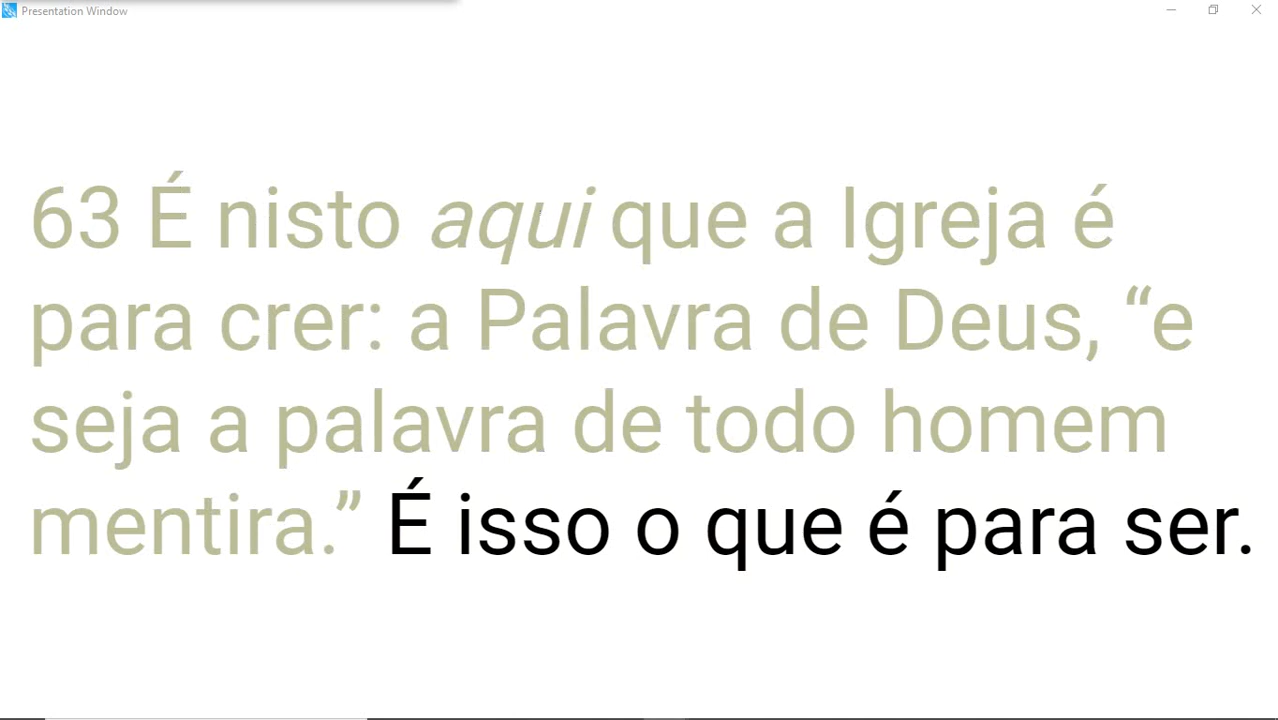 Presentation Window
63 É nisto aqui que a Igreja é
para crer: a Palavra de Deus, “e
seja a palavra de todo homem
mentira.” É isso o que é para ser.